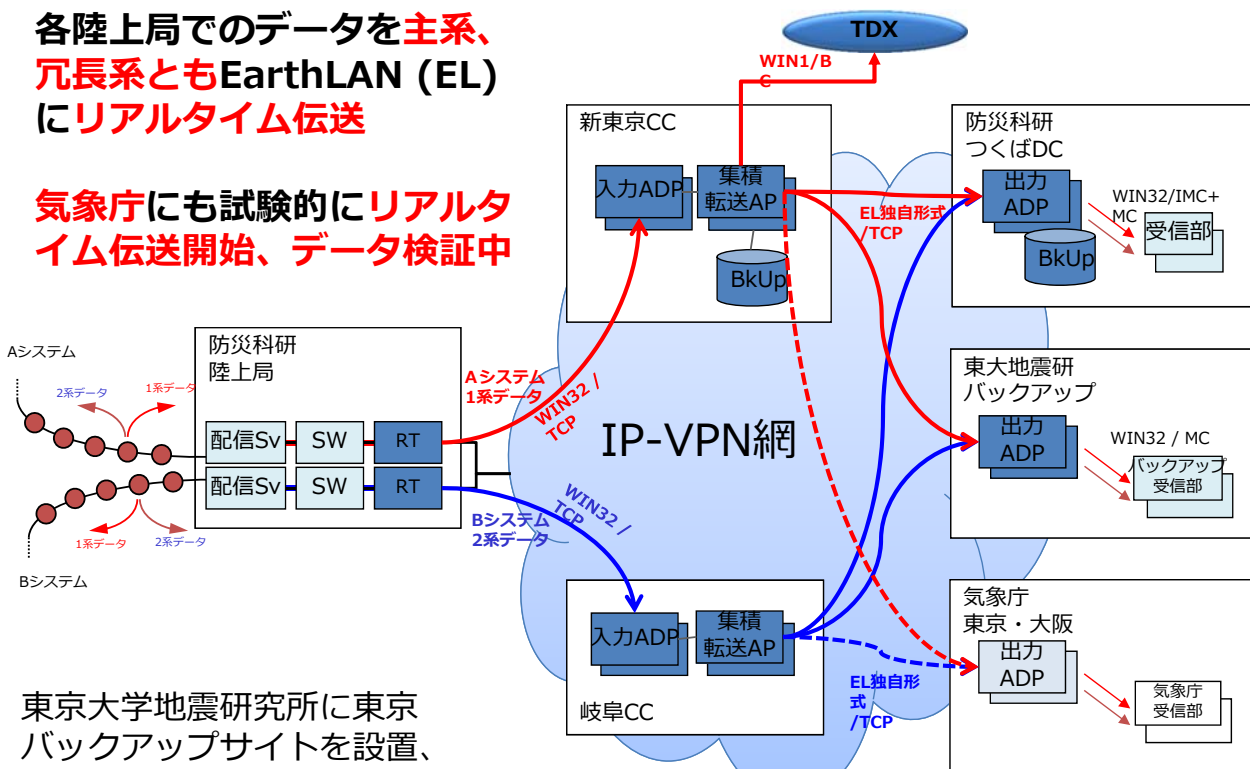 各陸上局でのデータを主系、
冗長系ともEarthLAN (EL)
にリアルタイム伝送
気象庁にも試験的にリアルタ
イム伝送開始、データ検証中
TDX
WIN1/B
C
新東京CC
入力ADP
集積
転送AP
BkUp
防災科研
つくばDC
出力
ADP
BkUp
WIN32/IMC+
MC
受信部
EL独自形式
/TCP
防災科研
陸上局
Aシステム
2系データ
1系データ
配信Sv
SW
RT
配信Sv
SW
RT
1系データ
2系データ
Bシステム
Aシステム
1系データ
WIN32 /
TCP
IP-VPN網
WIN32 /
TCP
Bシステム
2系データ
東大地震研
バックアップ
出力
ADP
WIN32 / MC
バックアップ
受信部
岐阜CC
入力ADP
集積
転送AP
EL独自形
式
/TCP
気象庁
東京・大阪
出力
ADP
気象庁
受信部
東京大学地震研究所に東京
バックアップサイトを設置、